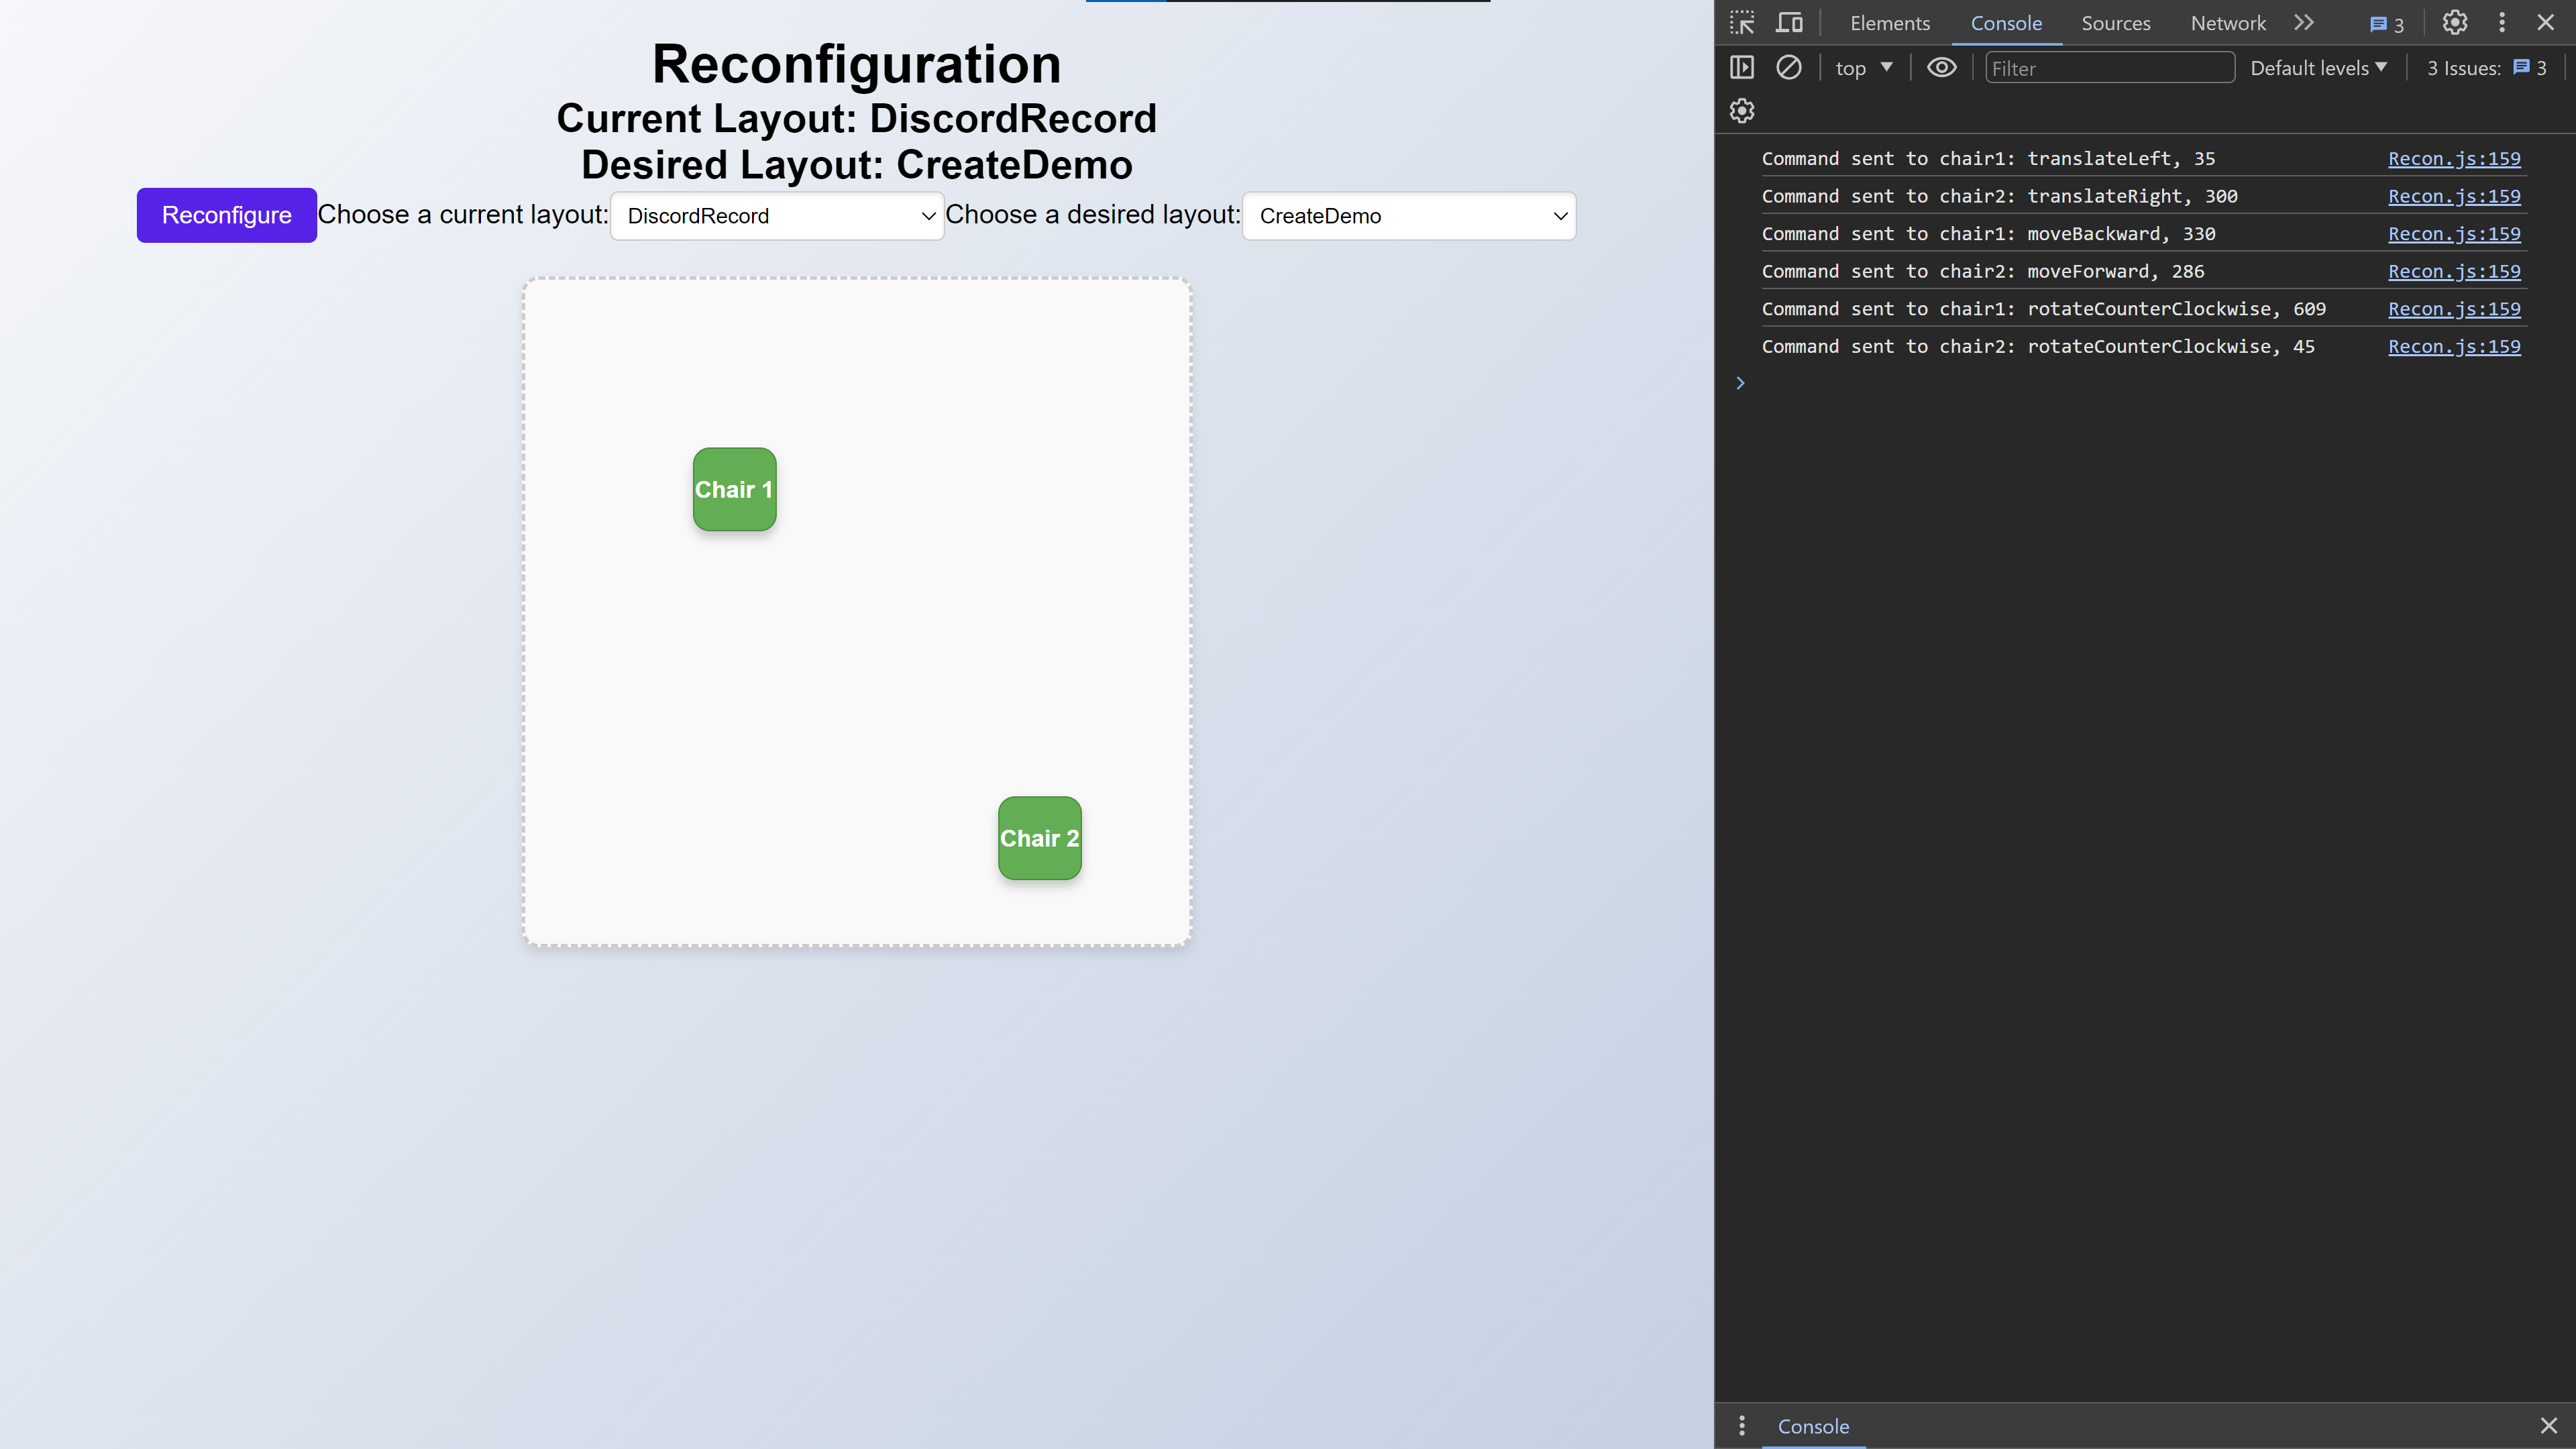 Reconfiguration
Current Layout: DiscordRecord
Desired Layout: CreateDemo
Reconfigure Choose a current layout: DiscordRecord Choose a desired layout: CreateDemo
Chair 1
Chair 2
Elements Console Sources Network 3
top Filter Default levels 3 Issues: 3
Command sent to chair1: translateLeft, 35 Recon.js:159
Command sent to chair2: translateRight, 300 Recon.js:159
Command sent to chair1: moveBackward, 330 Recon.js:159
Command sent to chair2: moveForward, 286 Recon.js:159
Command sent to chair1: rotateCounterClockwise, 609 Recon.js:159
Command sent to chair2: rotateCounterClockwise, 45 Recon.js:159
Console